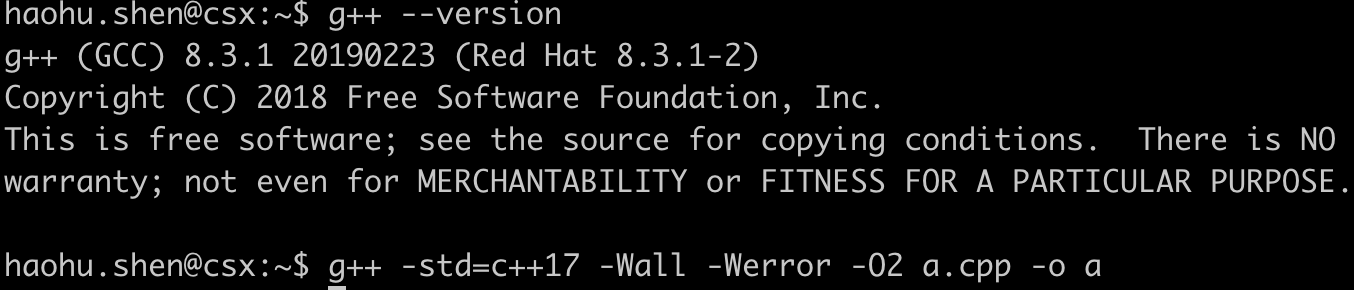 haohu.shen@csx:~$ g++ --version
g++ (GCC) 8.3.1 20190223 (Red Hat 8.3.1-2)
Copyright (C) 2018 Free Software Foundation, Inc.
This is free software; see the source for copying conditions.  There is NO
warranty; not even for MERCHANTABILITY or FITNESS FOR A PARTICULAR PURPOSE.
haohu.shen@csx:~$ g++ -std=c++17 -Wall -Werror -O2 a.cpp -o a